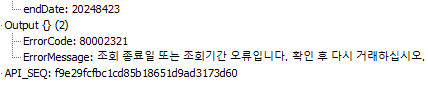 endDate: 20248423
Output {} (2)
ErrorCode: 80002321
ErrorMessage: 조회 종료일 또는 조회기간 오류입니다. 확인 후 다시 거래하십시오.
API_SEQ: f9e29fcfbc1cd85b18651d9ad3173d60